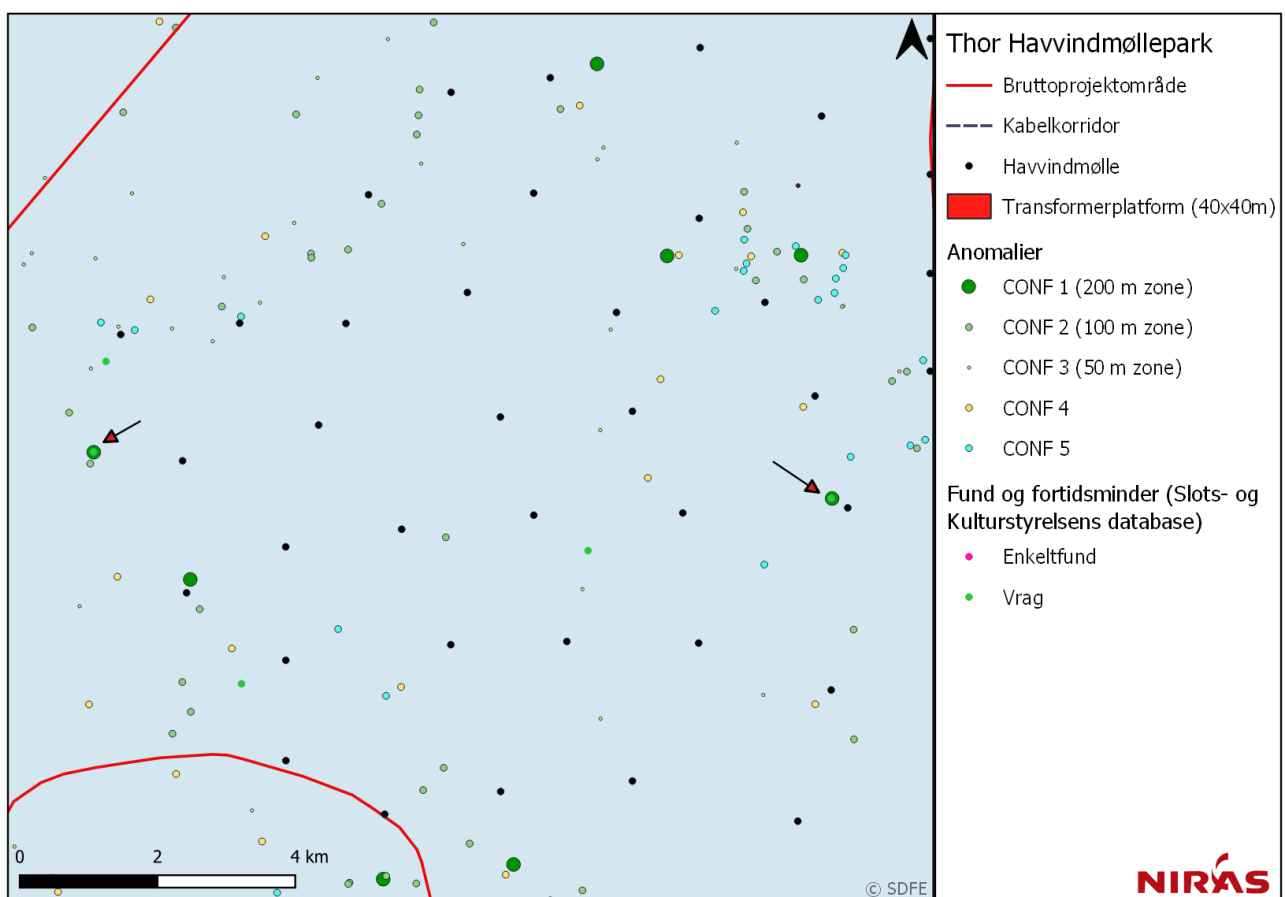 Thor Havvindmøllepark
Bruttoprojektområde
Kabelkorridor
Havvindmølle
Transformerplatform (40x40m)
Anomalier
CONF 1 (200 m zone)
CONF 2 (100 m zone)
CONF 3 (50 m zone)
CONF 4
CONF 5
Fund og fortidsminder (Slots- og
Kulturstyrelsens database)
Enkeltfund
Vrag
0 2 4 km
© SDFE
NIRAS